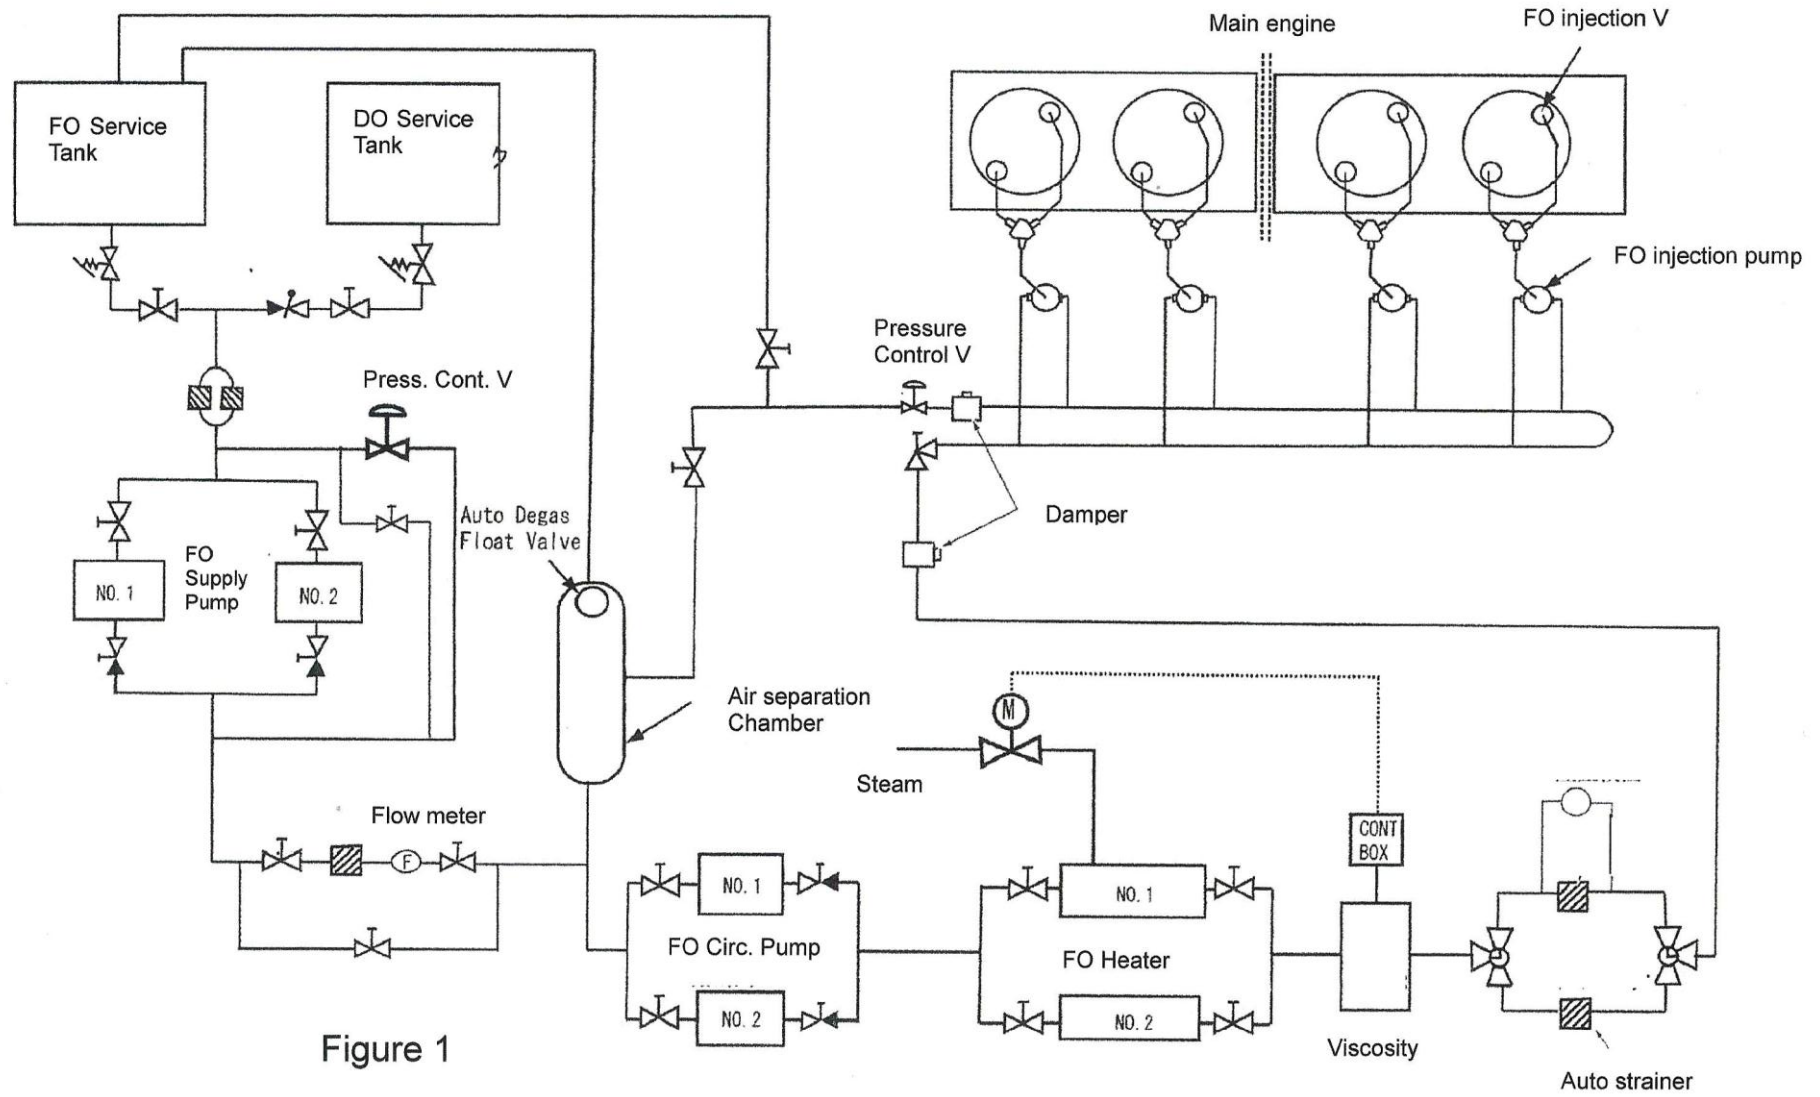 Main engine
FO injection V
FO Service
Tank
DO Service
Tank
FO injection pump
Pressure
Control V
Press. Cont. V
Auto Degas
Float Valve
Damper
FO
Supply
Pump
NO. 1
NO. 2
Air separation
Chamber
M
Steam
Flow meter
F
CONT
BOX
NO. 1
NO. 1
FO Circ. Pump
FO Heater
NO. 2
NO. 2
Figure 1
Viscosity
Auto strainer